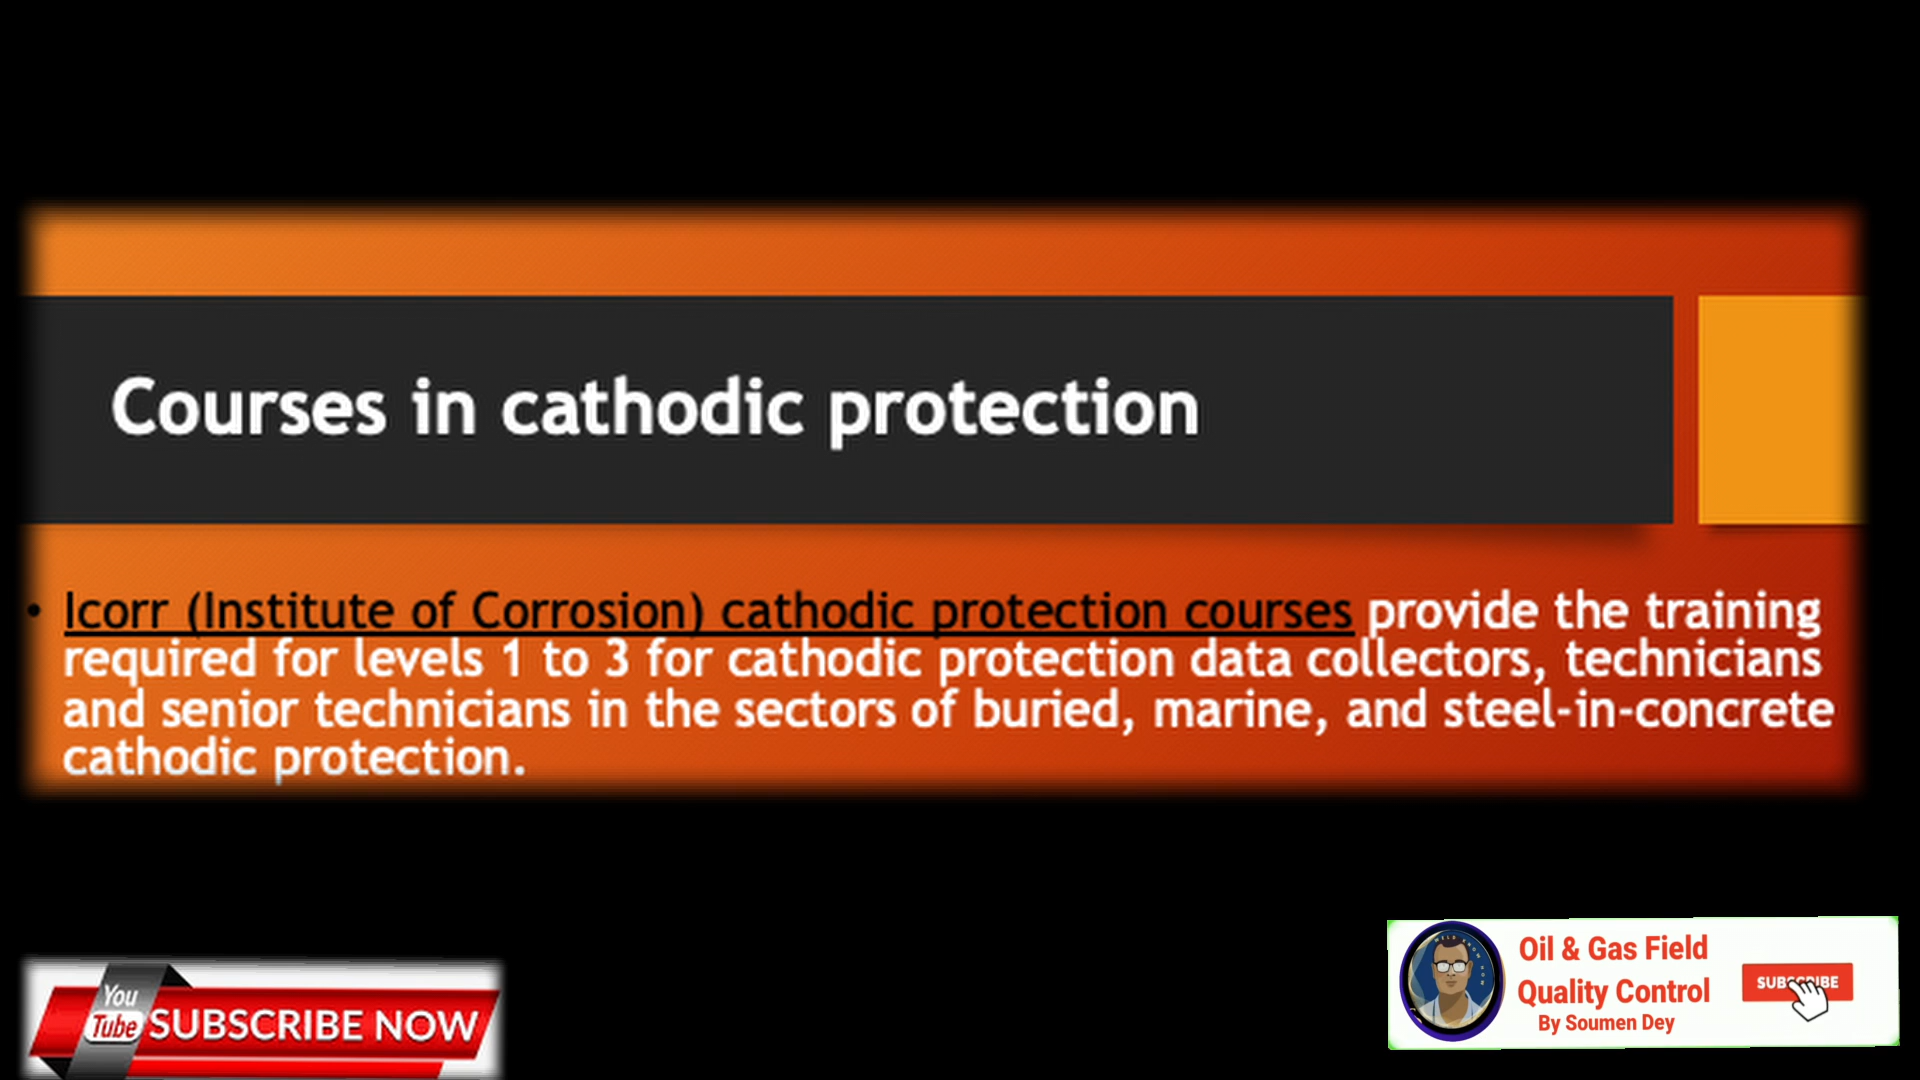 Courses in cathodic protection
• Icorr (Institute of Corrosion) cathodic protection courses provide the training
required for levels 1 to 3 for cathodic protection data collectors, technicians
and senior technicians in the sectors of buried, marine, and steel-in-concrete
cathodic protection.
You
Tube
SUBSCRIBE NOW
Oil & Gas Field
Quality Control
By Soumen Dey
SUBSCRIBE